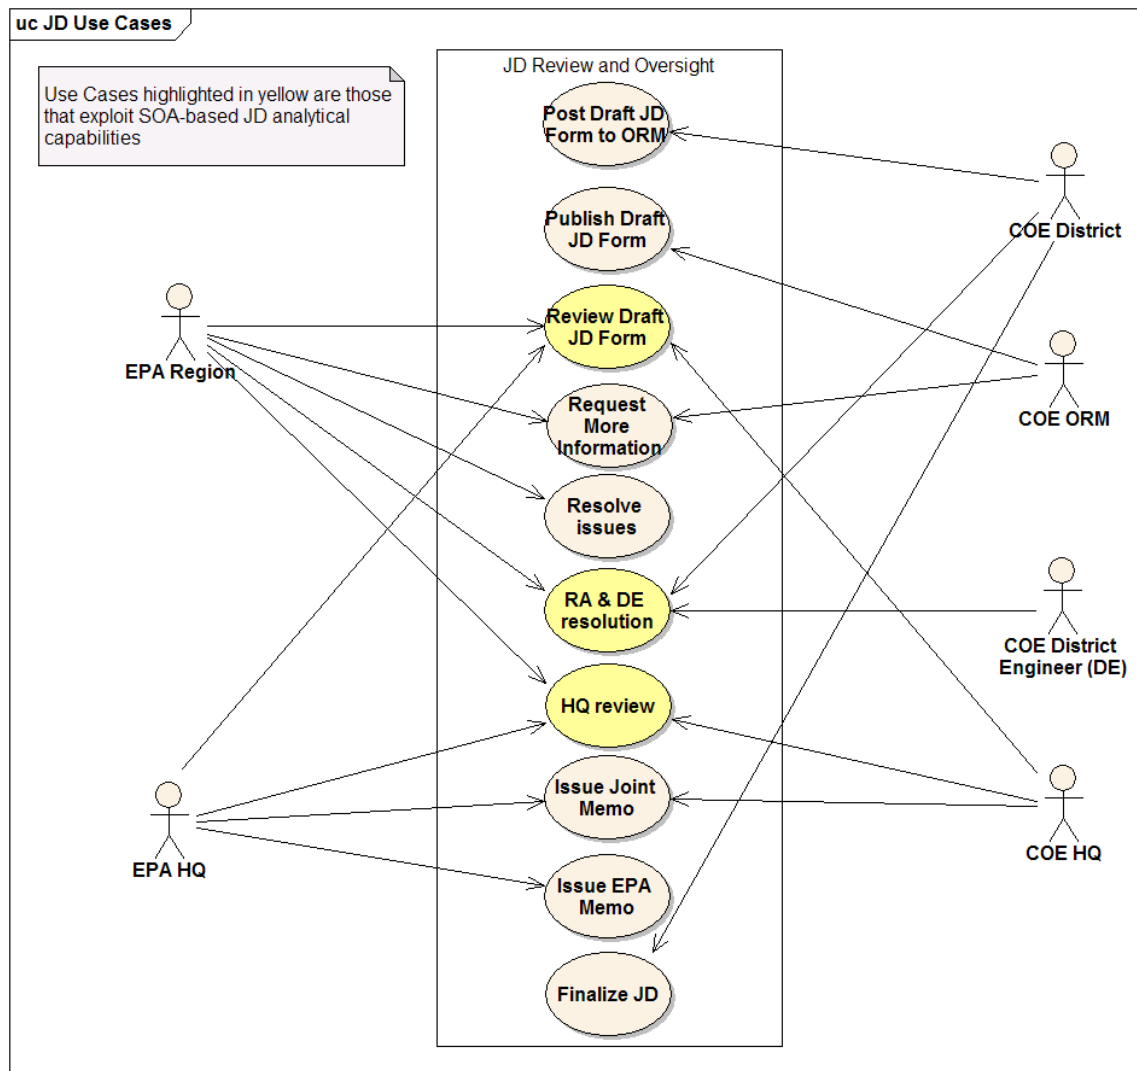 uc JD Use Cases
JD Review and Oversight
Use Cases highlighted in yellow are those
that exploit SOA-based JD analytical
capabilities
Post Draft JD
Form to ORM
COE District
Publish Draft
JD Form
EPA Region
Review Draft
JD Form
COE ORM
Request
More
Information
Resolve
issues
RA & DE
resolution
COE District
Engineer (DE)
HQ review
EPA HQ
Issue Joint
Memo
COE HQ
Issue EPA
Memo
Finalize JD